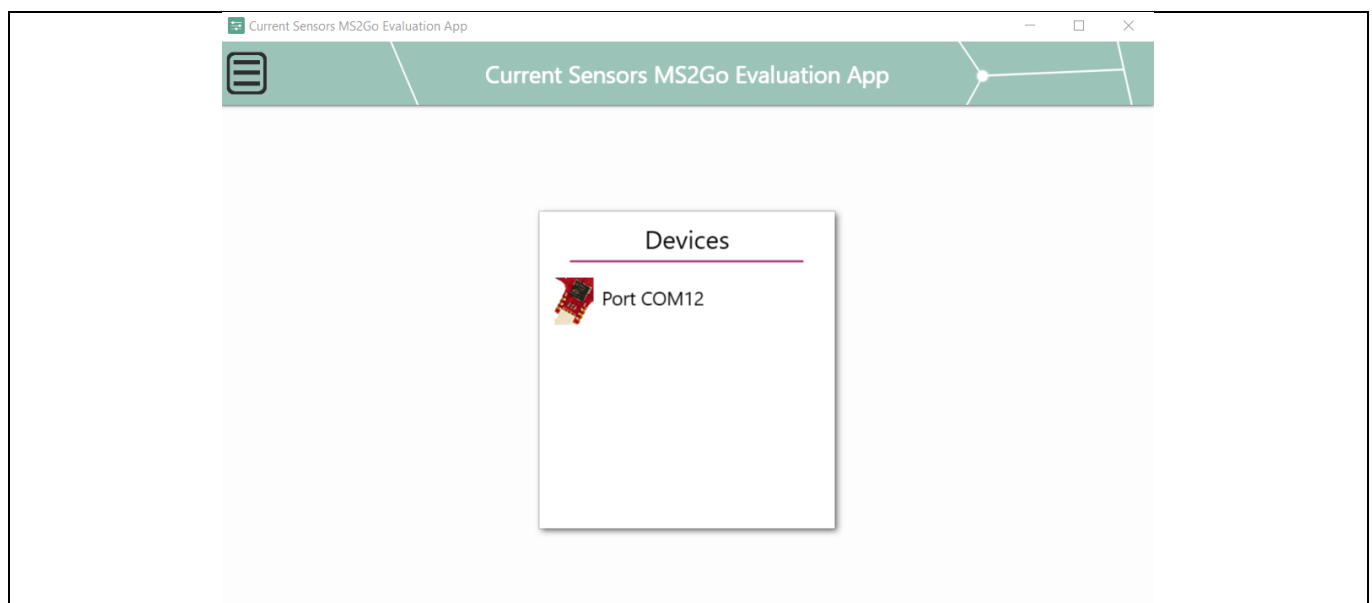 Current Sensors MS2Go Evaluation App
Current Sensors MS2Go Evaluation App
Devices
Port COM12